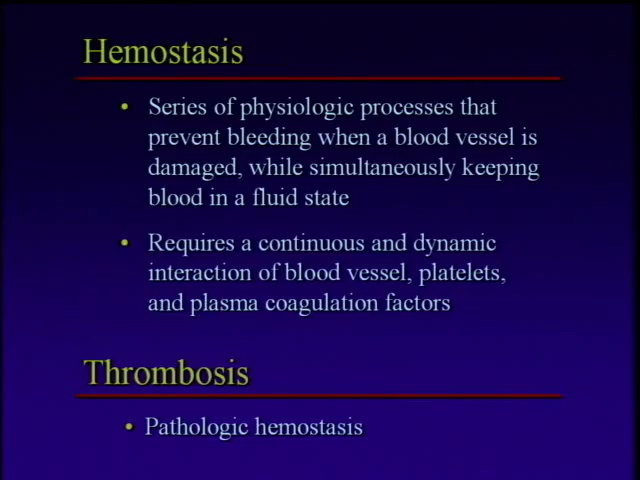 Hemostasis
• Series of physiologic processes that
prevent bleeding when a blood vessel is
damaged, while simultaneously keeping
blood in a fluid state
• Requires a continuous and dynamic
interaction of blood vessel, platelets,
and plasma coagulation factors
Thrombosis
• Pathologic hemostasis